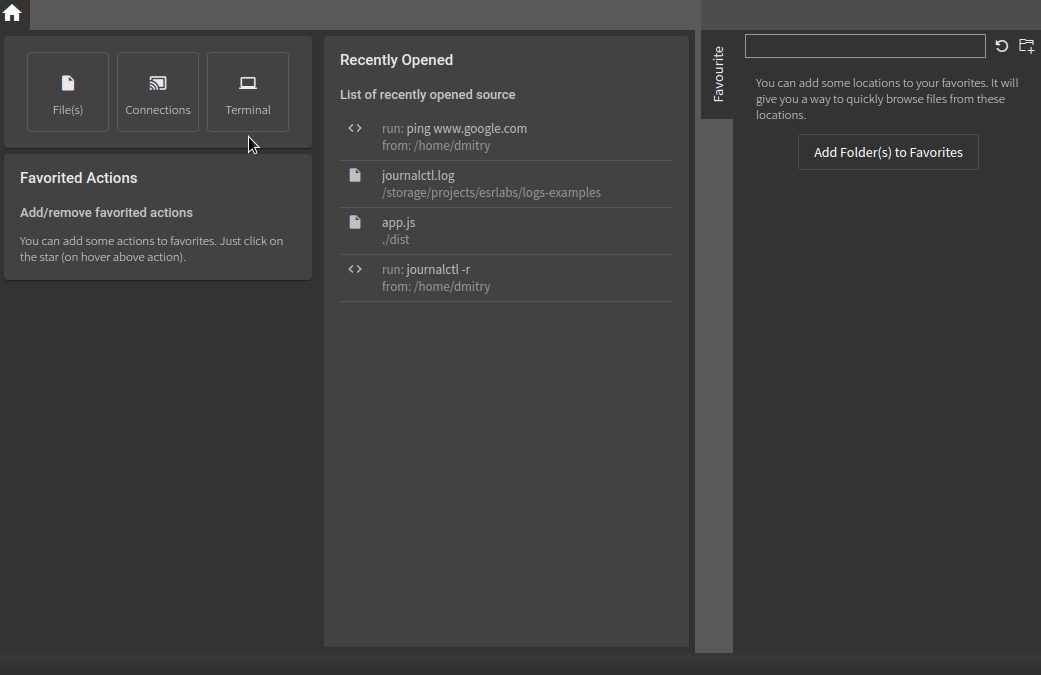 File(s)
Connections
Terminal
Favorited Actions
Add/remove favorited actions
You can add some actions to favorites. Just click on
the star (on hover above action).
Recently Opened
List of recently opened source
run: ping www.google.com
from: /home/dmitry
journalctl.log
/storage/projects/esrlabs/logs-examples
app.js
./dist
run: journalctl -r
from: /home/dmitry
Favourite
You can add some locations to your favorites. It will
give you a way to quickly browse files from these
locations.
Add Folder(s) to Favorites